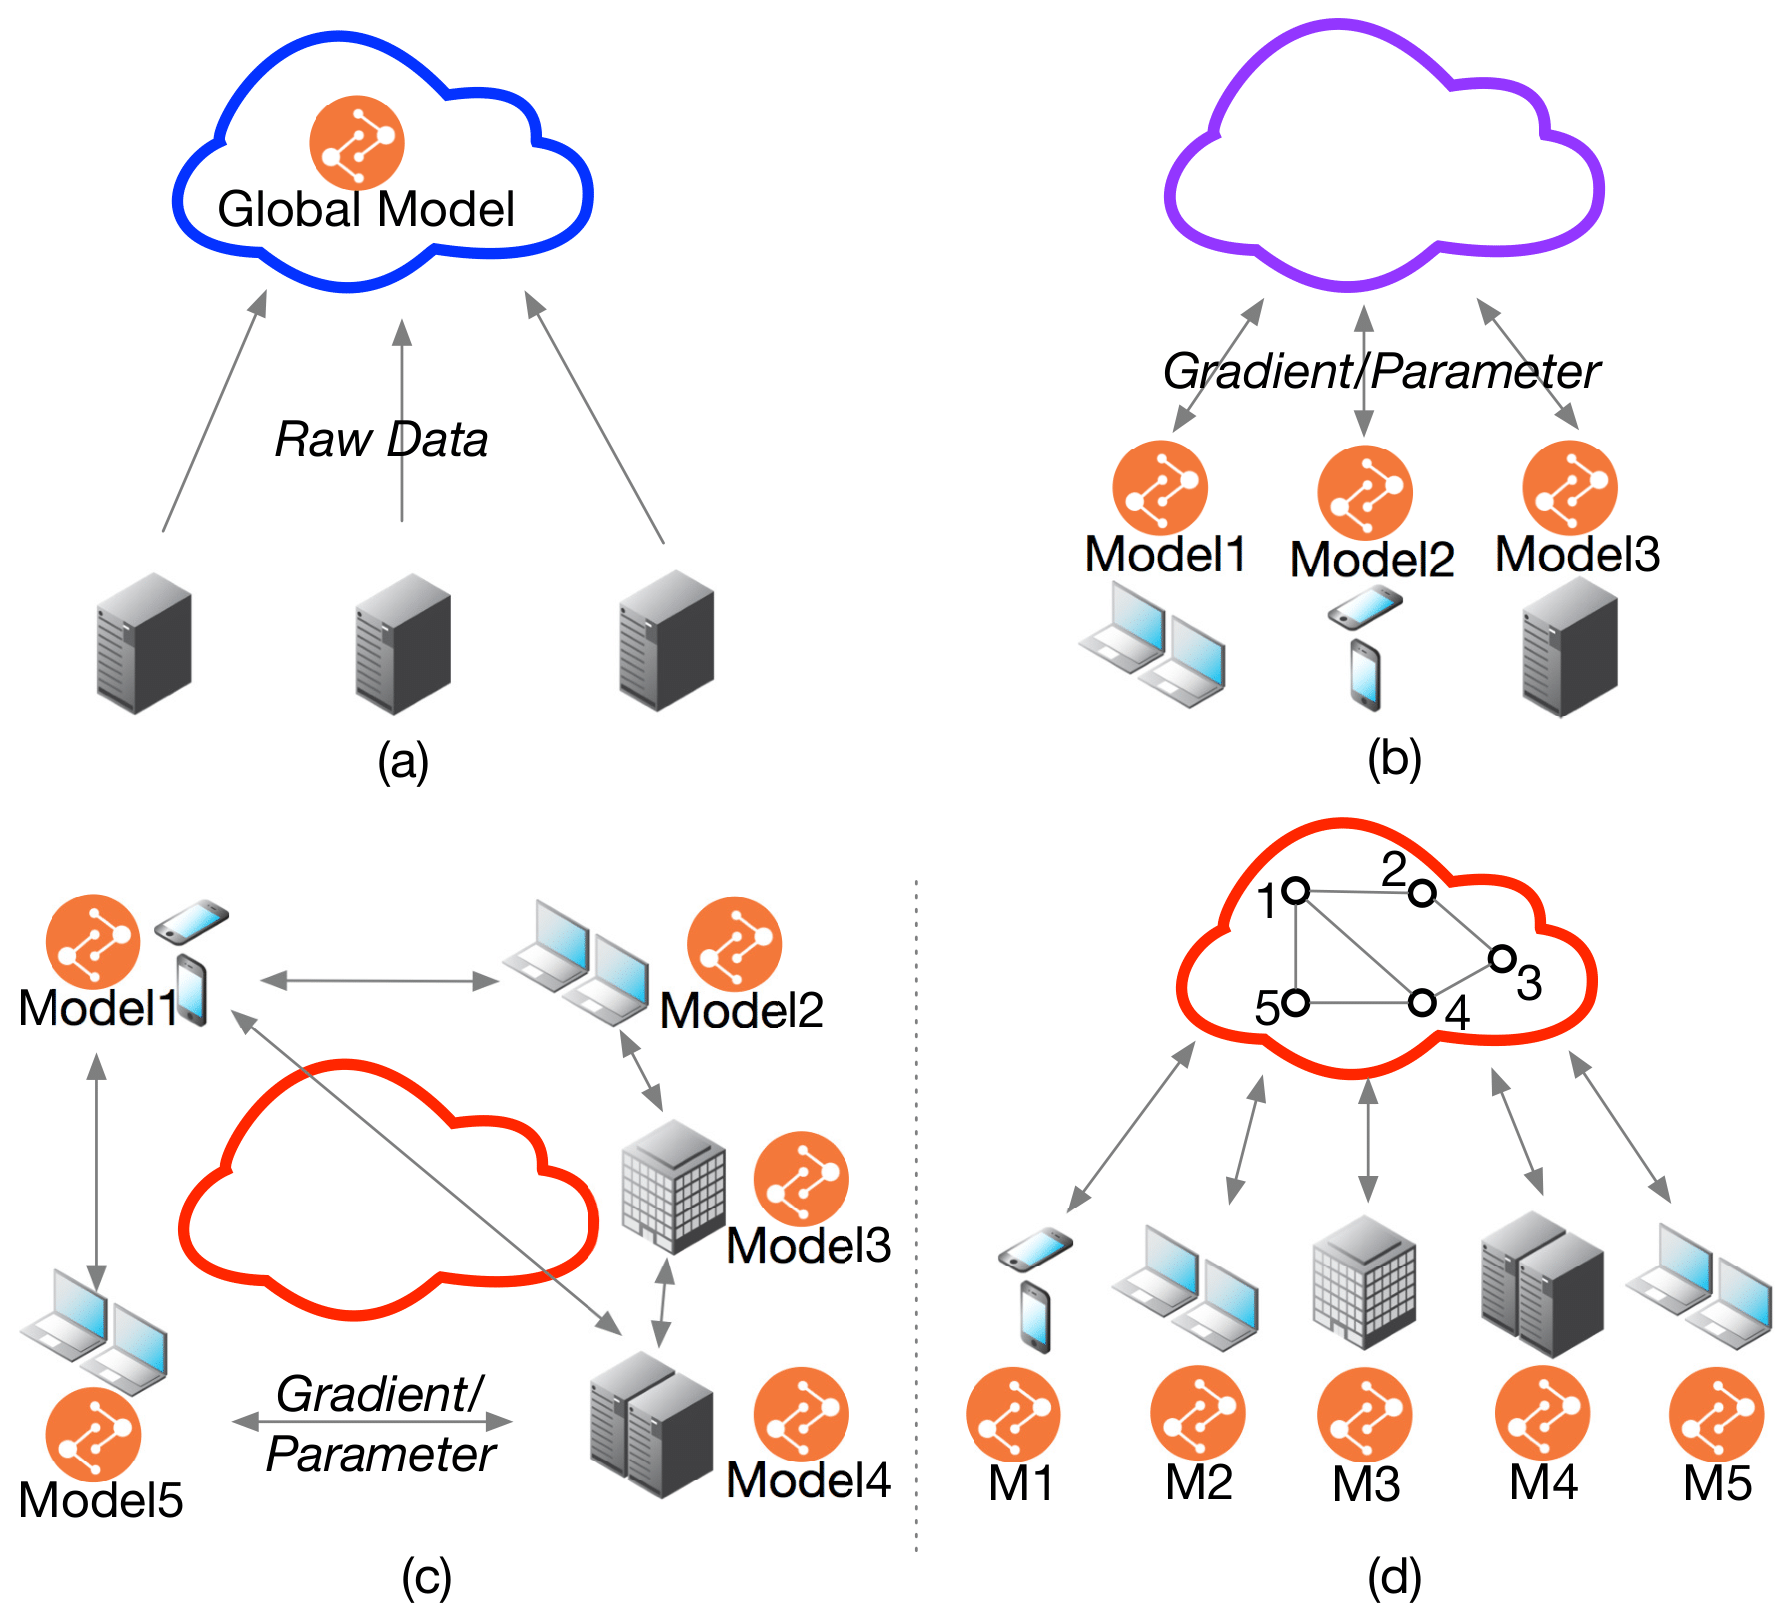 Global Model
Raw Data
(a)
Gradient/Parameter
Model1
Model2
Model3
(b)
Model1
Model2
Model3
Gradient/
Parameter
Model4
Model5
(c)
1
2
3
4
5
M1
M2
M3
M4
M5
(d)